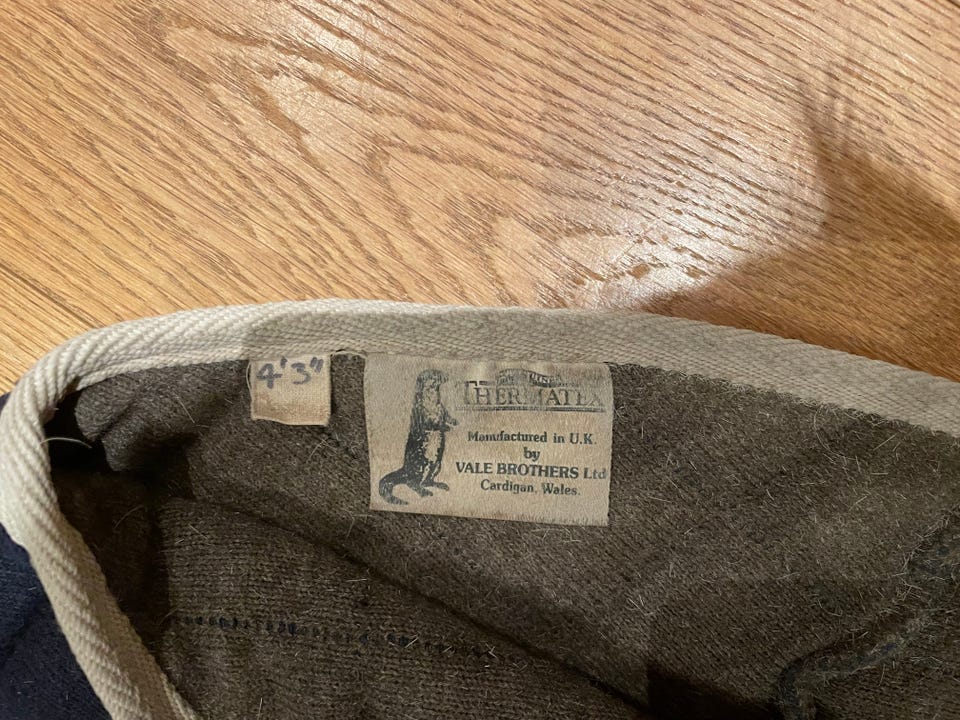 4'3"
THERMATEX
Manufactured in U.K.
by
VALE BROTHERS Ltd
Cardigan, Wales.